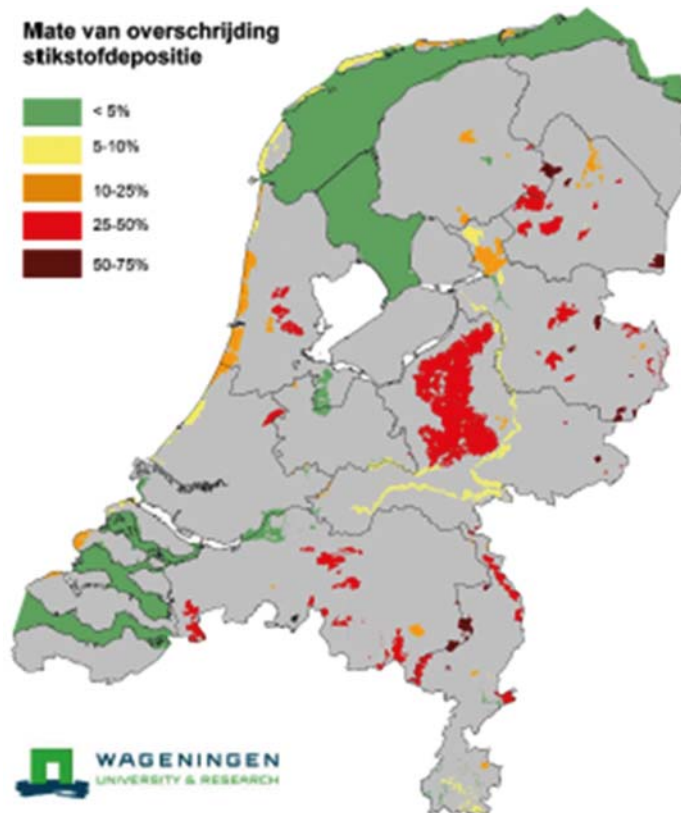 Mate van overschrijding
stikstofdepositie
< 5%
5-10%
10-25%
25-50%
50-75%
WAGENINGEN
UNIVERSITY & RESEARCH